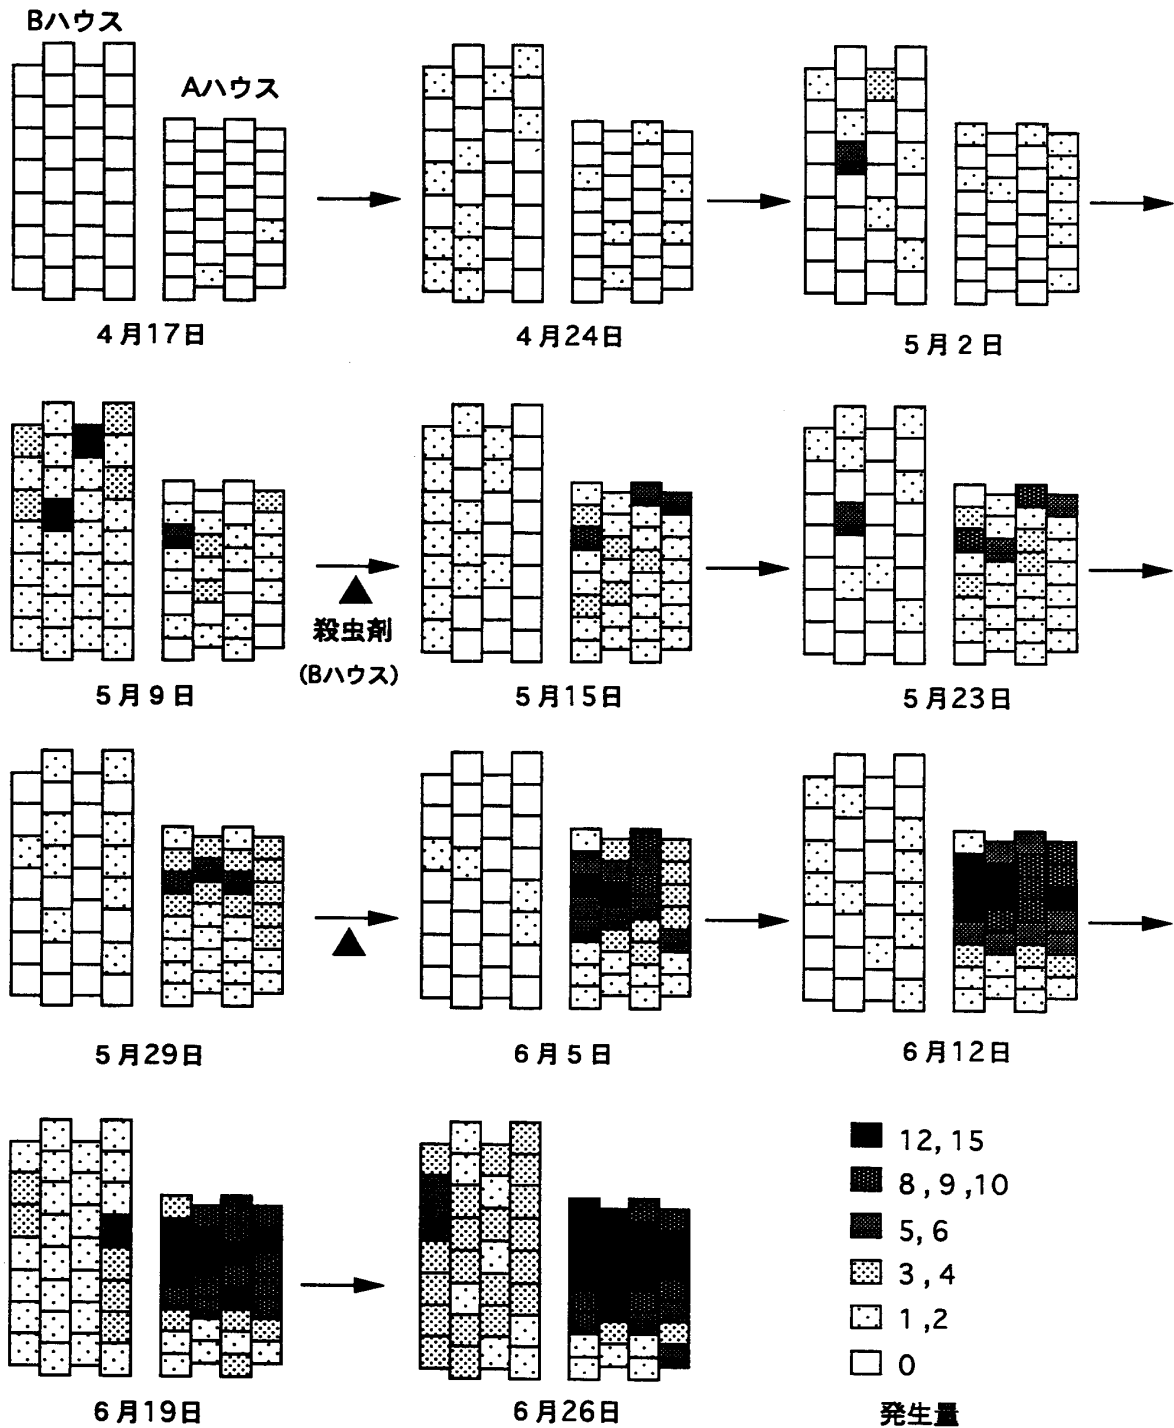 Bハウス
Aハウス
4月17日
4月24日
5月2日
5月9日
殺虫剤
(Bハウス)
5月15日
5月23日
5月29日
6月5日
6月12日
6月19日
6月26日
12,15
8,9,10
5,6
3,4
1,2
0
発生量